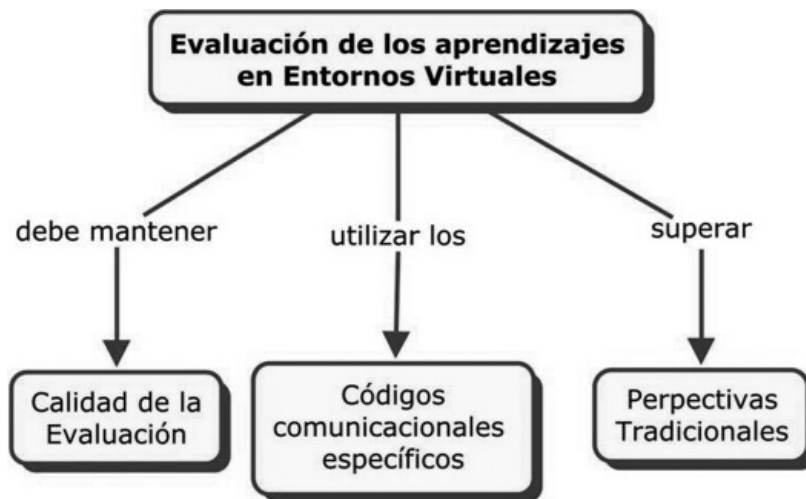 Evaluación de los aprendizajes
en Entornos Virtuales
debe mantener
utilizar los
superar
Calidad de la
Evaluación
Códigos
comunicacionales
específicos
Perpectivas
Tradicionales